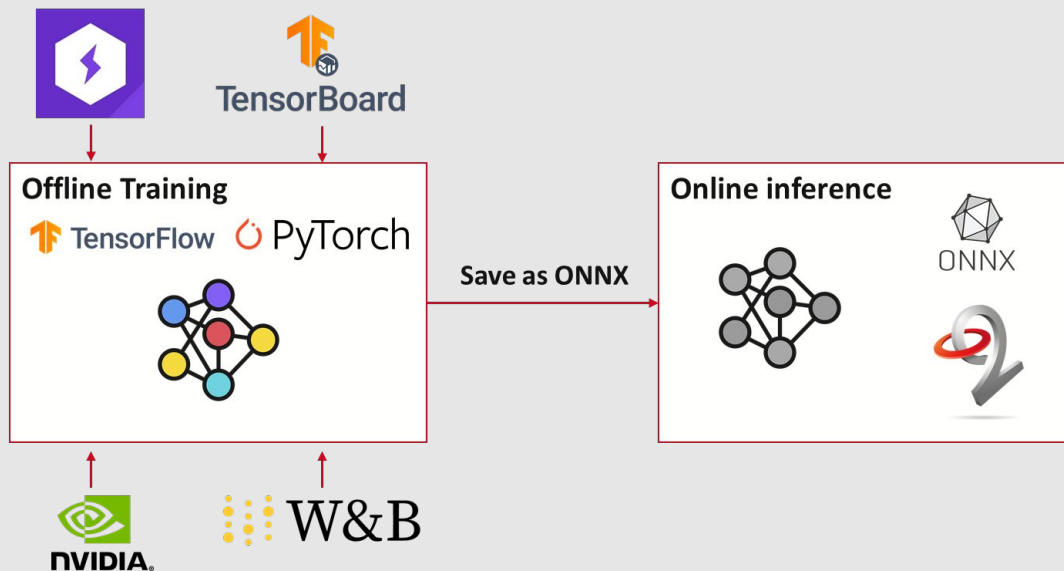 TensorBoard
Offline Training
TensorFlow
PyTorch
Save as ONNX
Online inference
ONNX
NVIDIA.
W&B